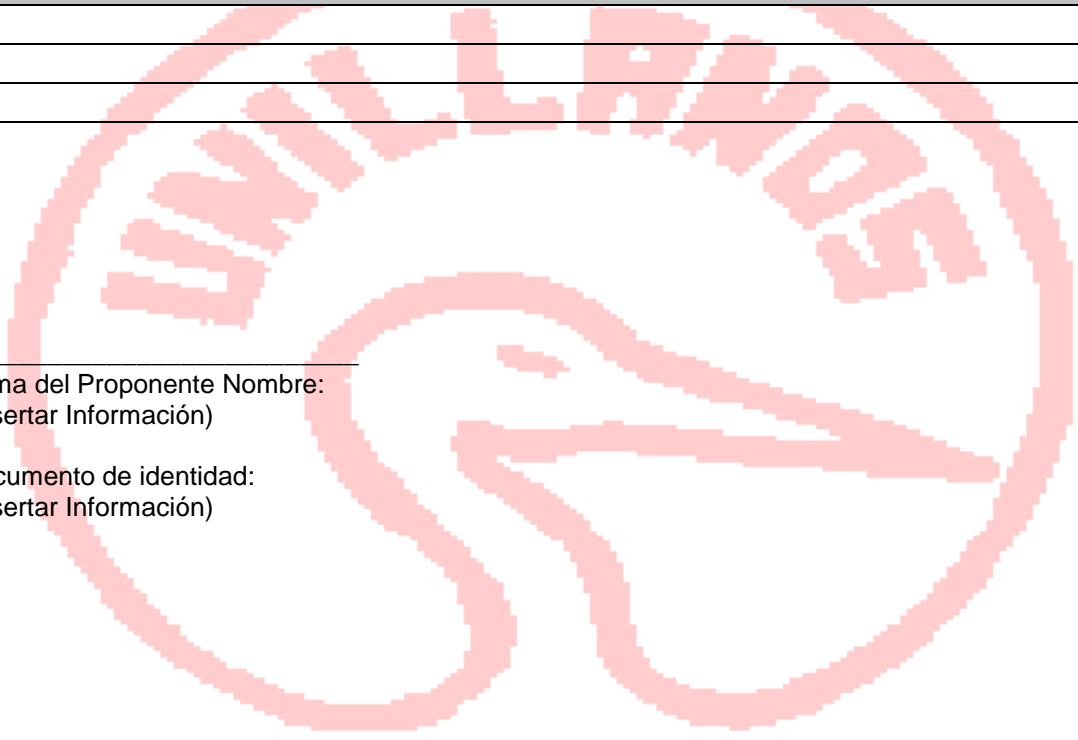 UNILLANOS
ma del Proponente Nombre:
sertar Información)
cumento de identidad:
sertar Información)